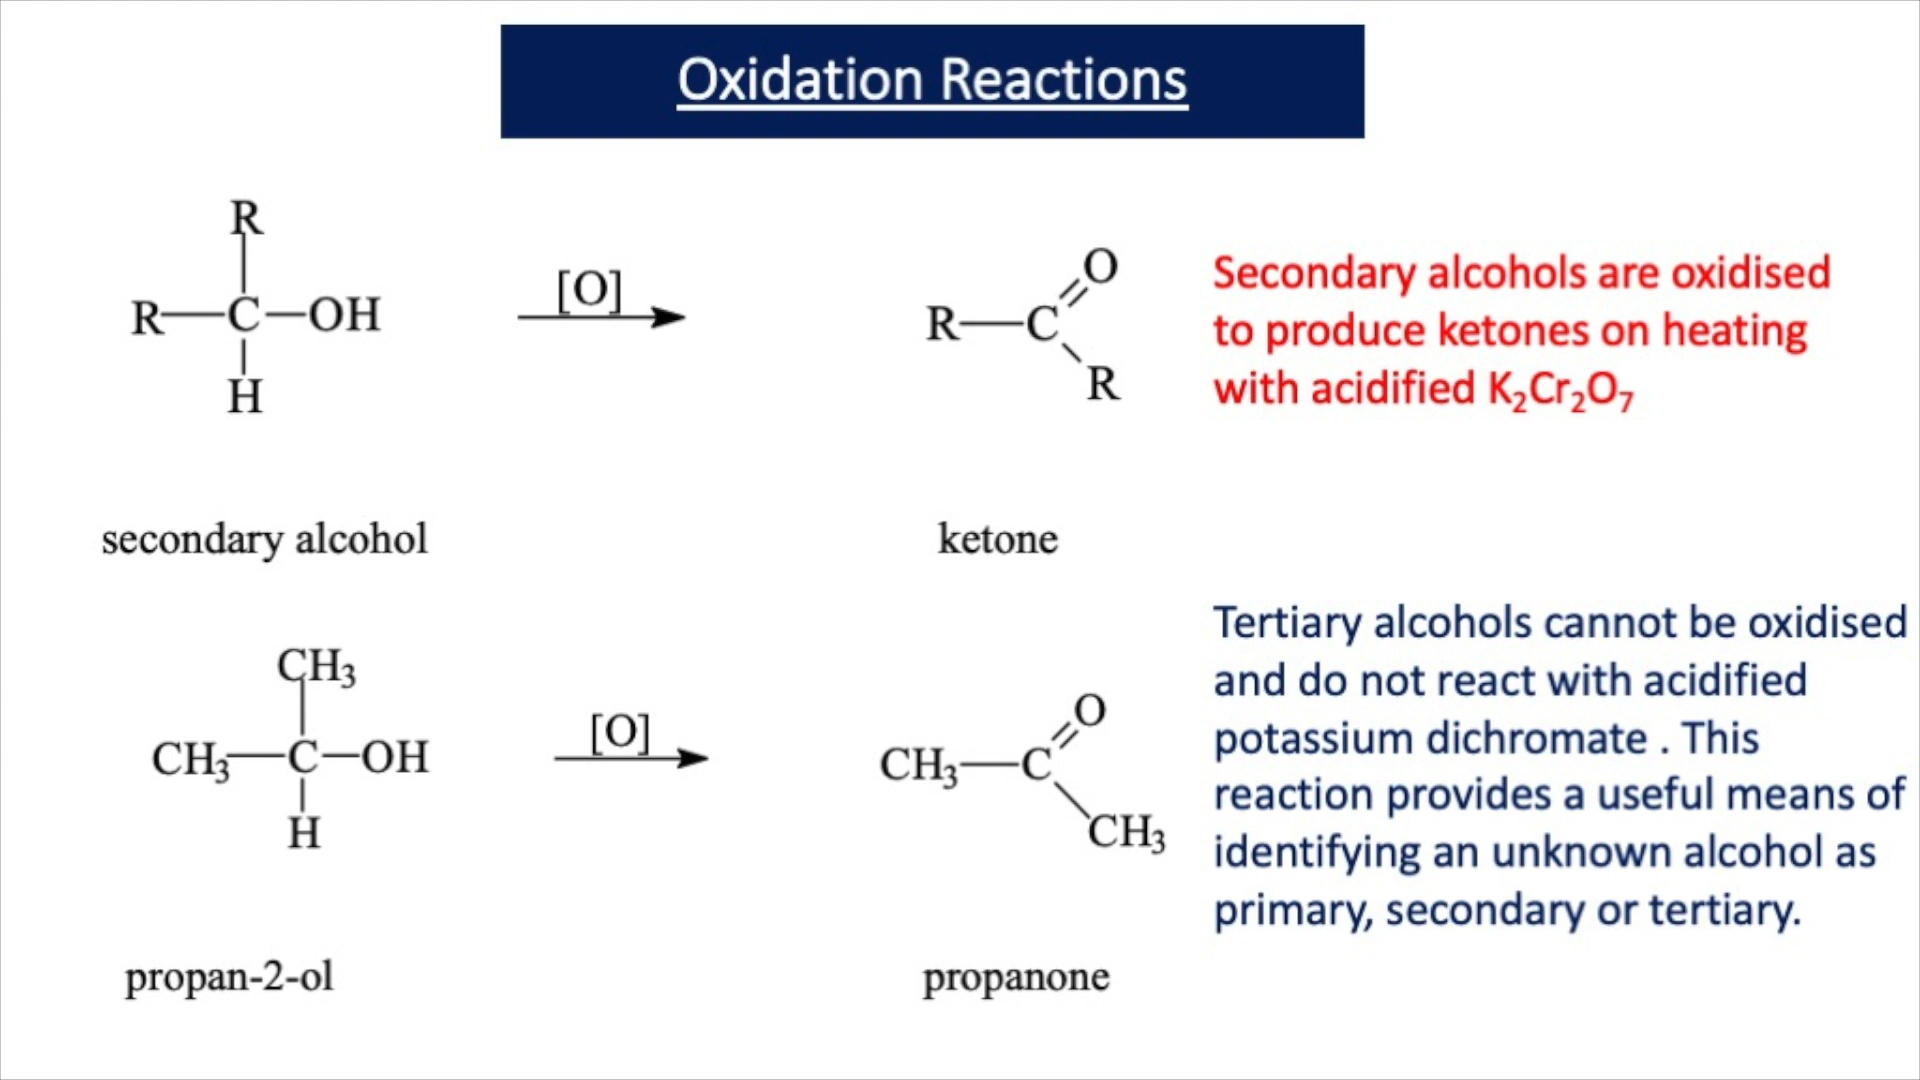 Oxidation Reactions
R
R—C—OH
H
[O]
O
R—C
R
Secondary alcohols are oxidised
to produce ketones on heating
with acidified K₂Cr₂O₇
secondary alcohol
ketone
CH₃
CH₃—C—OH
H
[O]
O
CH₃—C
CH₃
Tertiary alcohols cannot be oxidised
and do not react with acidified
potassium dichromate . This
reaction provides a useful means of
identifying an unknown alcohol as
primary, secondary or tertiary.
propan-2-ol
propanone